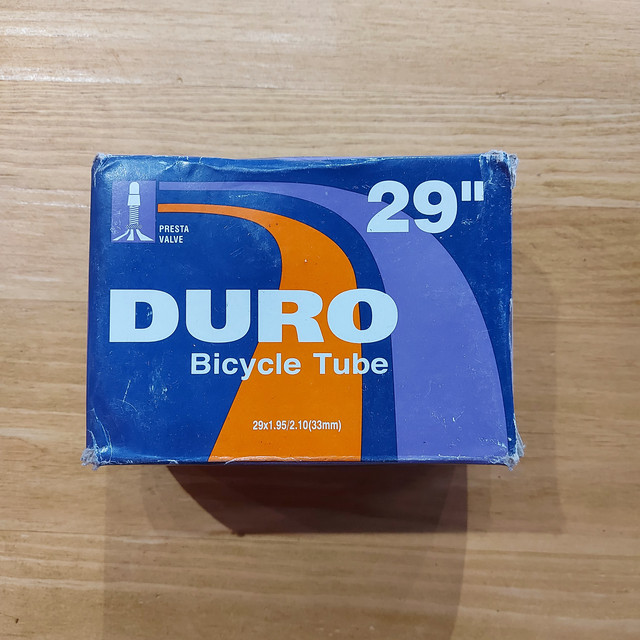 29"
PRESTA
VALVE
DURO
Bicycle Tube
29x1.95/2.10(33mm)